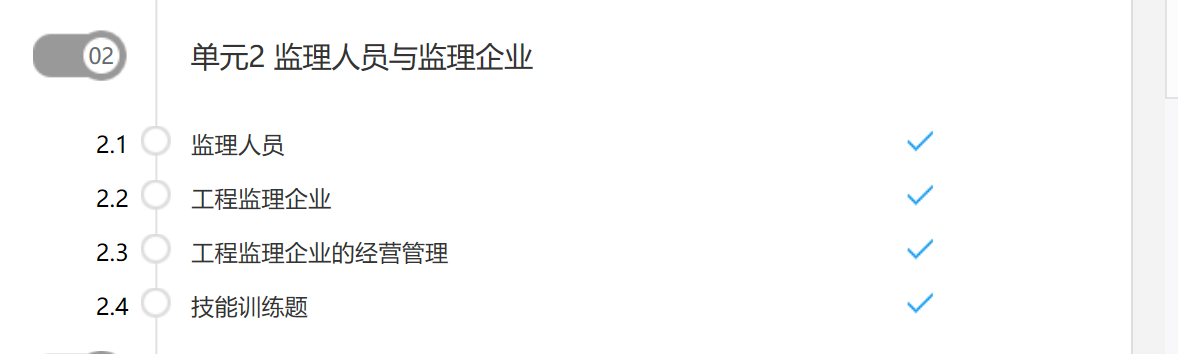 02 单元2 监理人员与监理企业
2.1 监理人员
2.2 工程监理企业
2.3 工程监理企业的经营管理
2.4 技能训练题